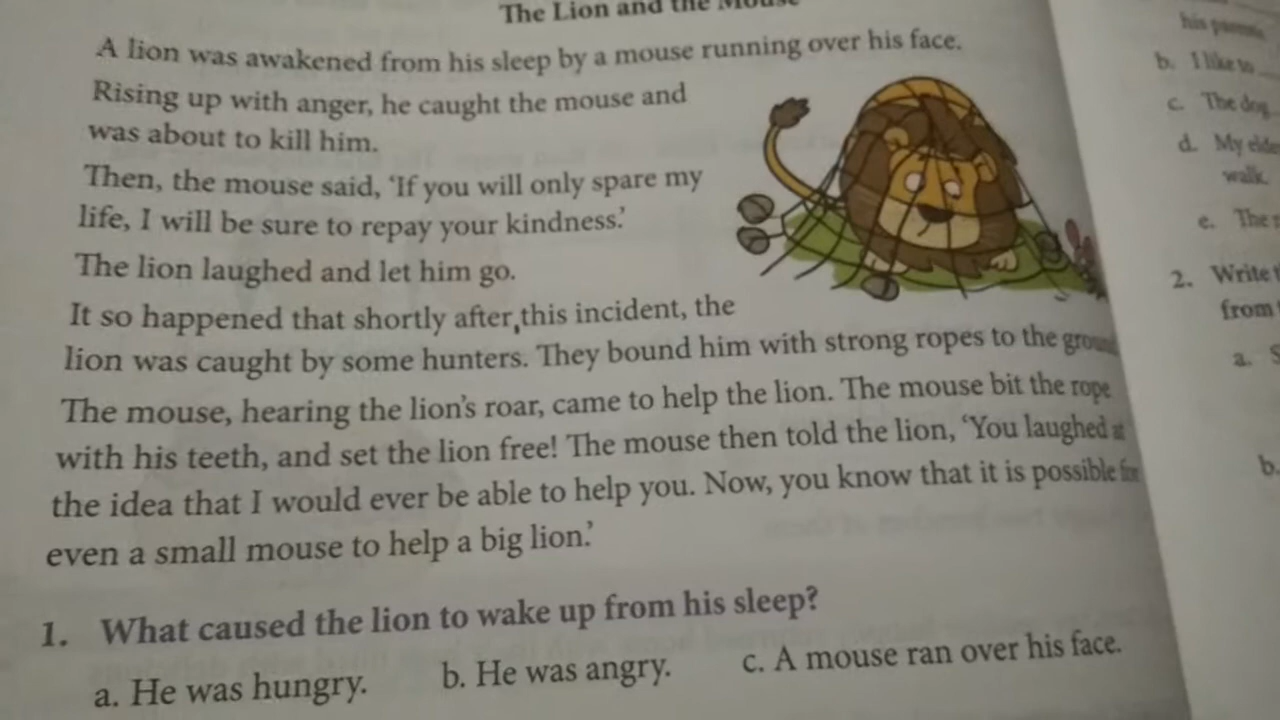 The Lion and the Mouse
A lion was awakened from his sleep by a mouse running over his face.
Rising up with anger, he caught the mouse and
was about to kill him.
Then, the mouse said, ‘If you will only spare my
life, I will be sure to repay your kindness.’
The lion laughed and let him go.
It so happened that shortly after, this incident, the
lion was caught by some hunters. They bound him with strong ropes to the
The mouse, hearing the lion's roar, came to help the lion. The mouse bit the rope
with his teeth, and set the lion free! The mouse then told the lion, ‘You laughed at
the idea that I would ever be able to help you. Now, you know that it is possible for
even a small mouse to help a big lion.’
1. What caused the lion to wake up from his sleep?
a. He was hungry. b. He was angry. c. A mouse ran over his face.
his
b. I like to
c. The dog
d. My
walk.
e. The
2. Write
from
a.
b.